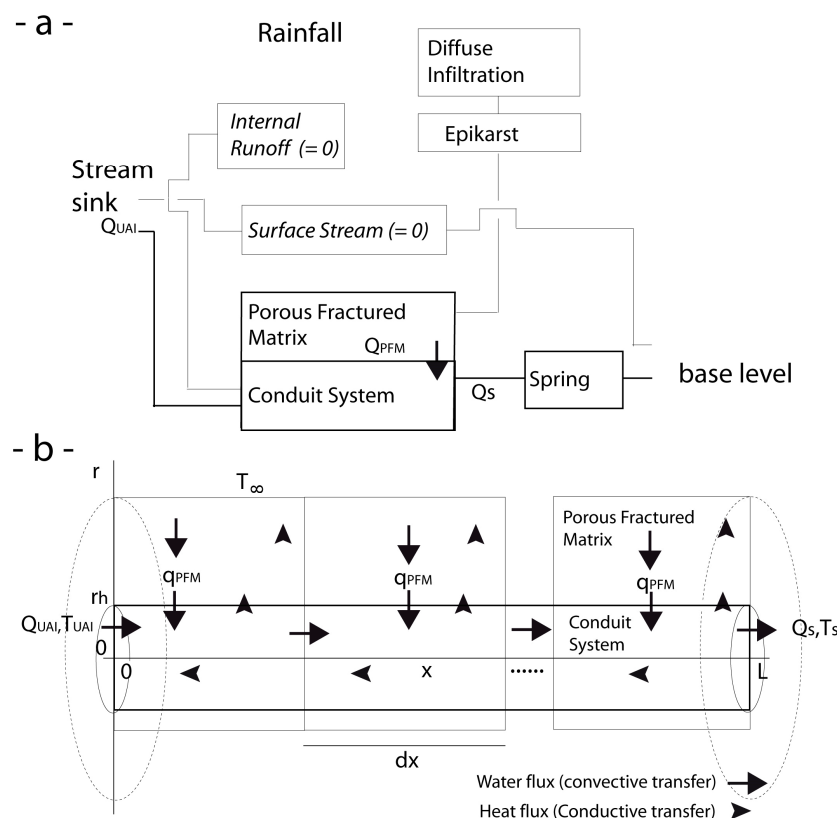 - a -
Rainfall
Diffuse
Infiltration
Internal
Runoff (= 0)
Epikarst
Stream
sink
QUAI
Surface Stream (= 0)
Porous Fractured
Matrix
QPFM
Conduit System
Qs
Spring
base level
- b -
r
T∞
Porous Fractured
Matrix
qPFM
qPFM
qPFM
rh
QUAI,TUAI
Conduit
System
Qs,Ts
0
0
x
......
L
dx
Water flux (convective transfer)
Heat flux (Conductive transfer)